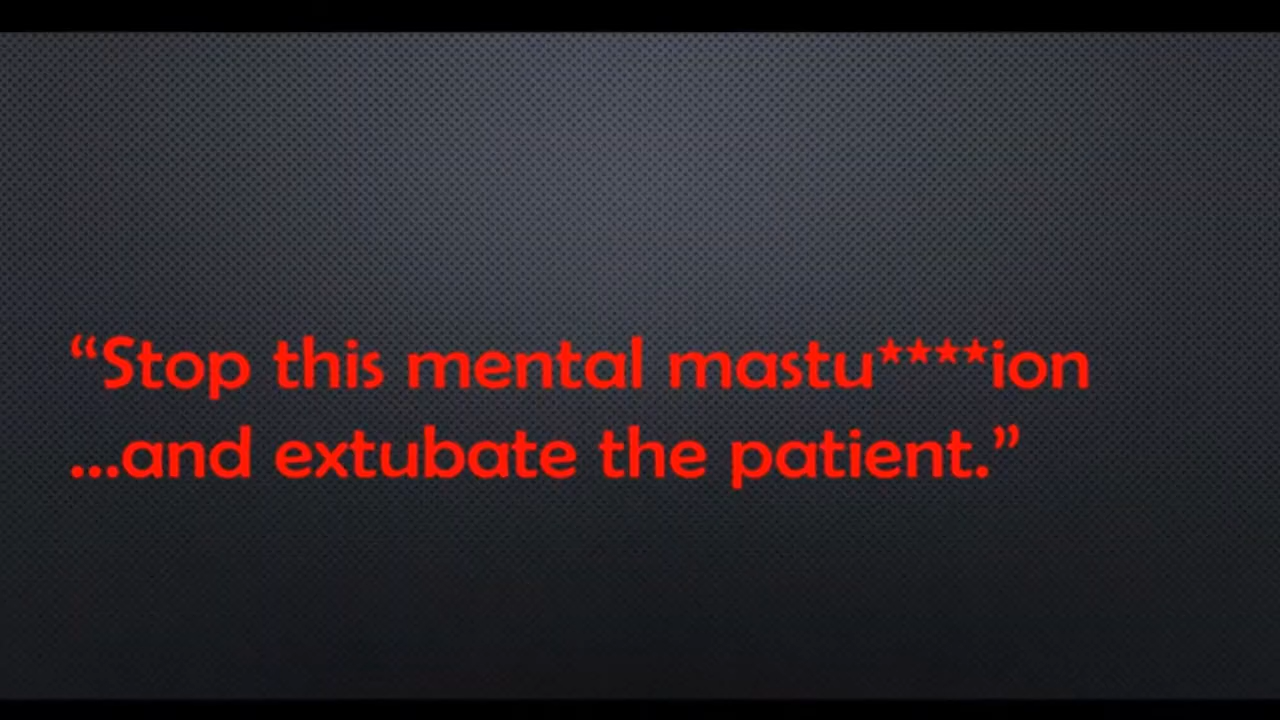 “Stop this mental mastu****ion
...and extubate the patient.”